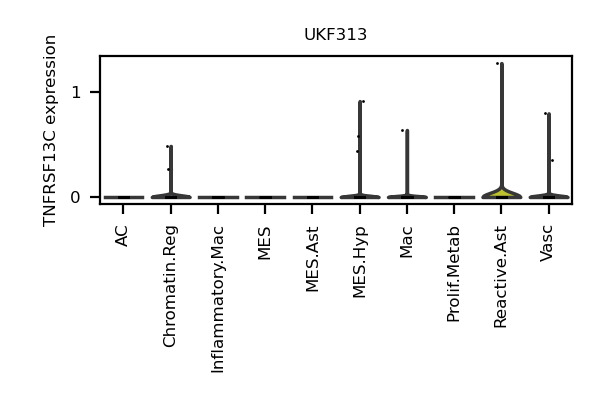 UKF313
TNFRSF13C expression
1
0
AC
Chromatin.Reg
Inflammatory.Mac
MES
MES.Ast
MES.Hyp
Mac
Prolif.Metab
Reactive.Ast
Vasc